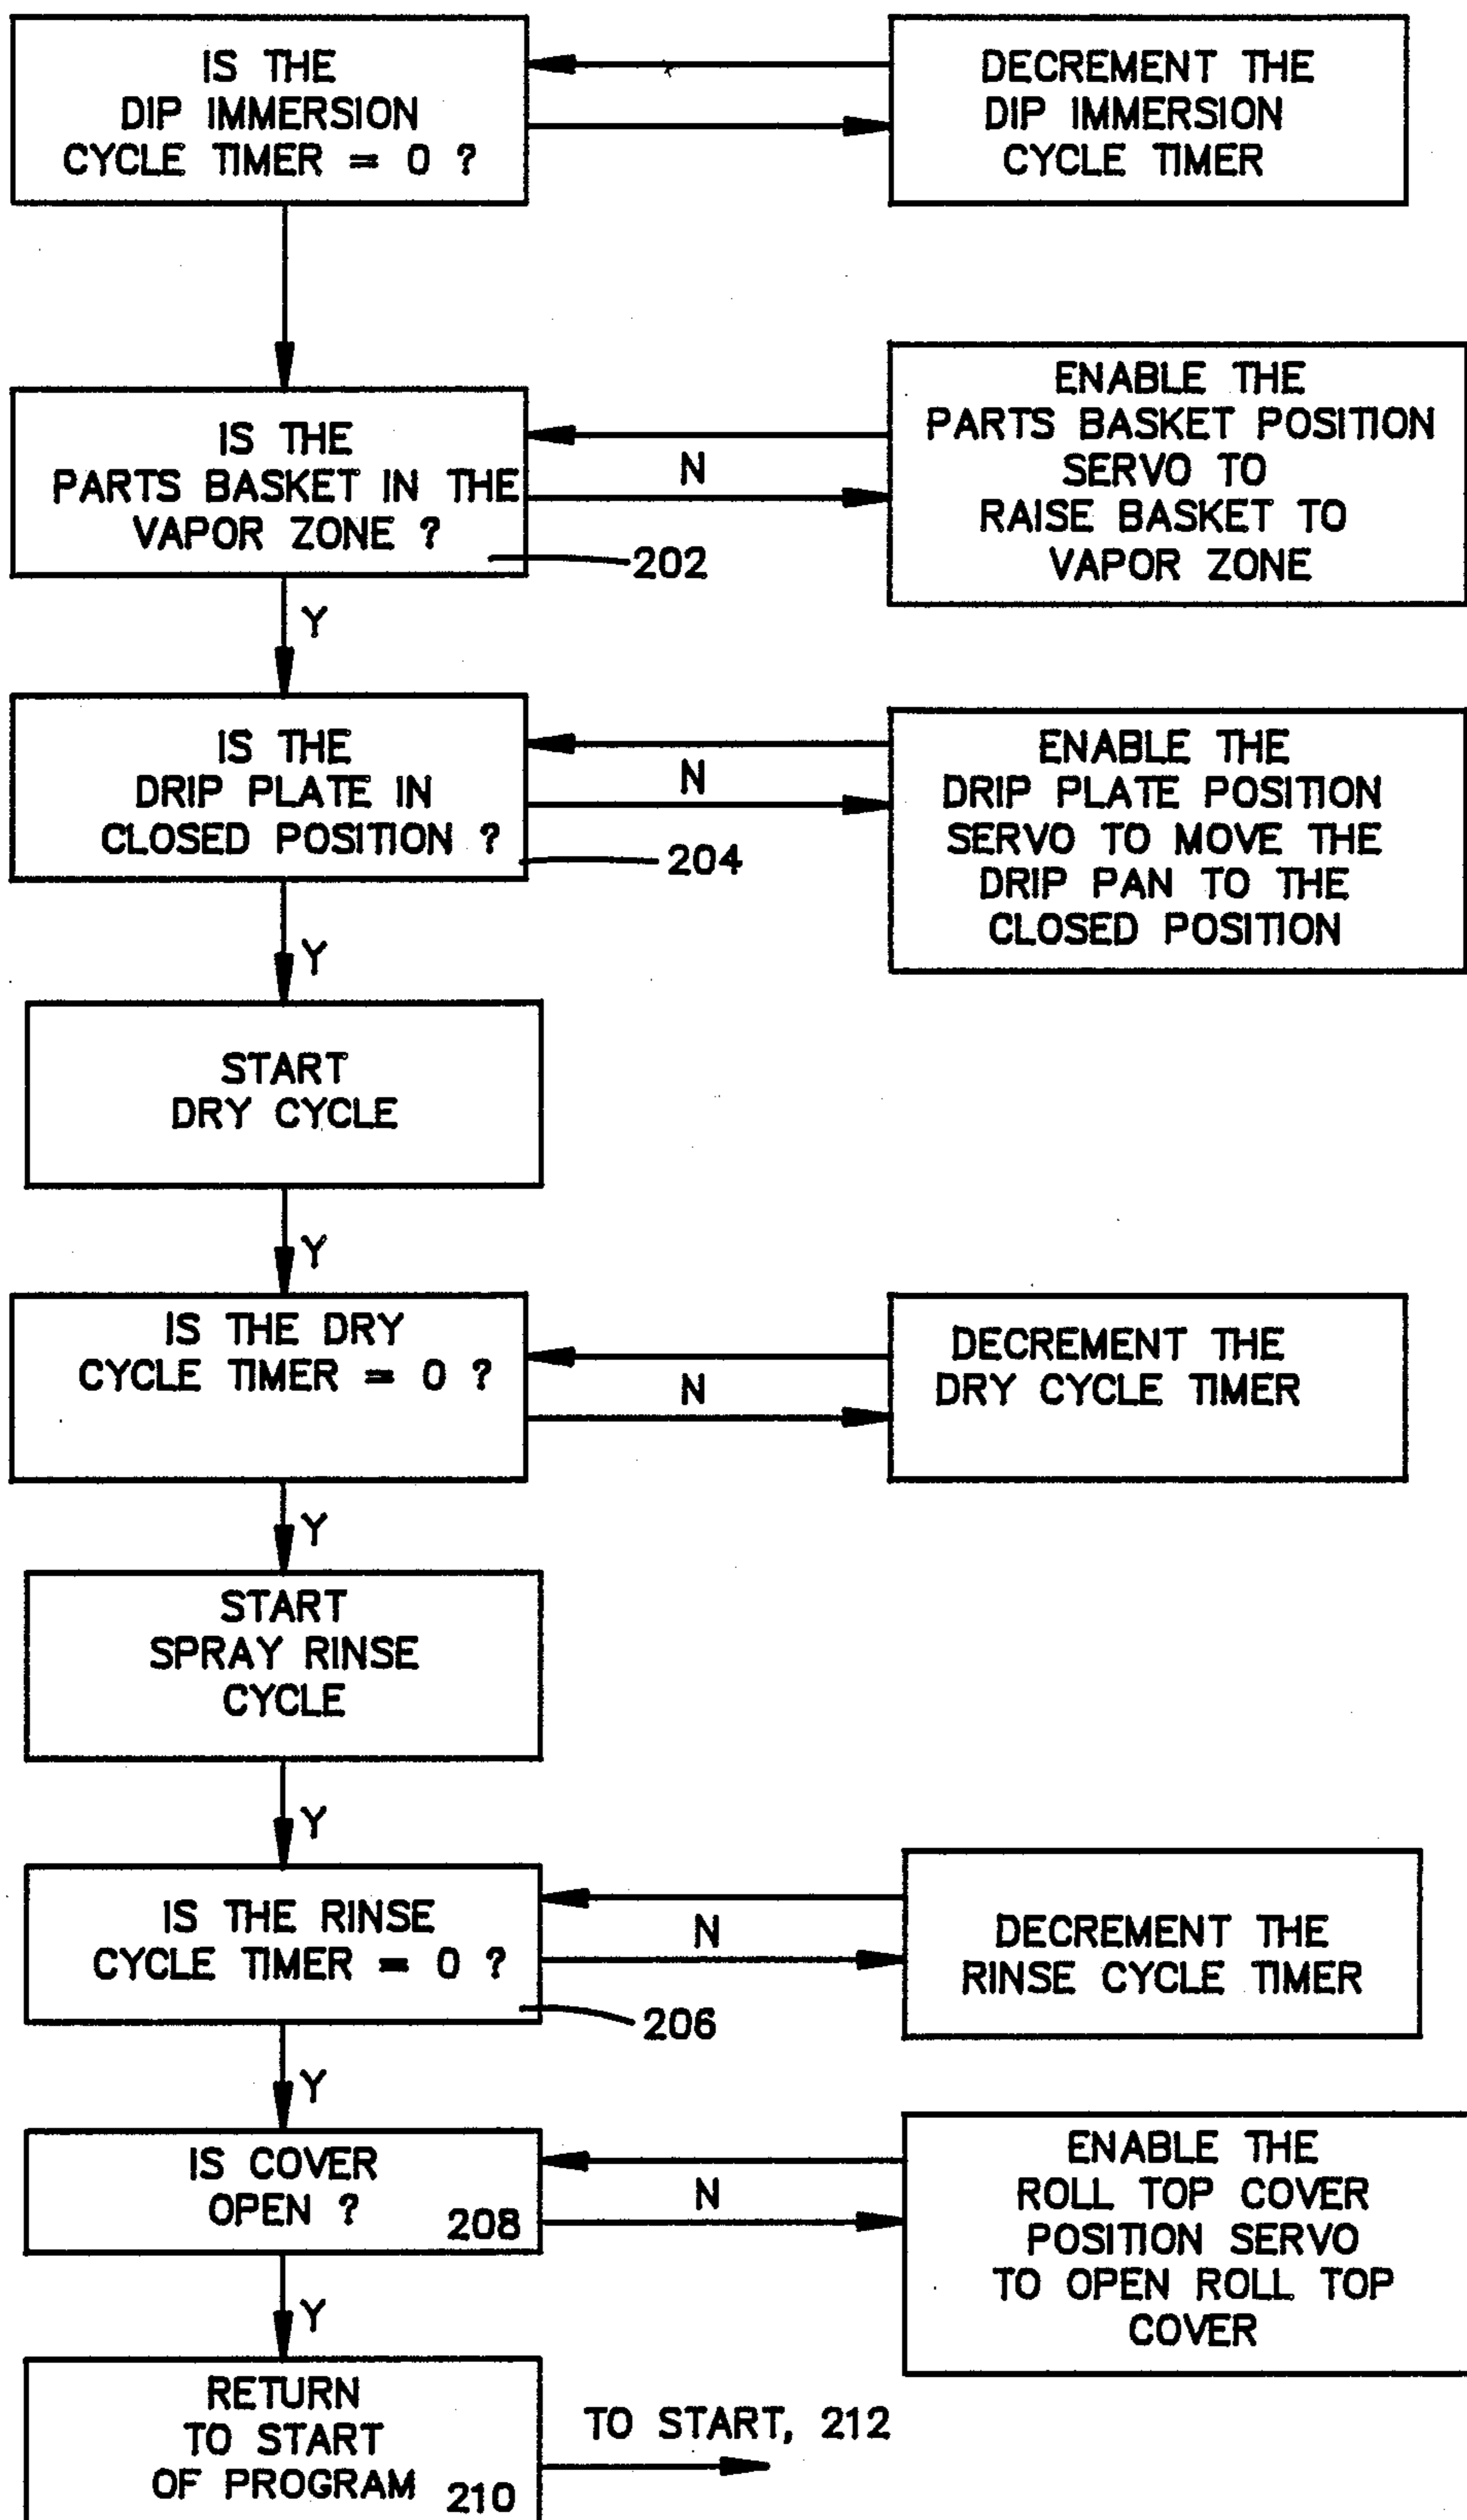 IS THE
DIP IMMERSION
CYCLE TIMER = 0 ?
DECREMENT THE
DIP IMMERSION
CYCLE TIMER
IS THE
PARTS BASKET IN THE
VAPOR ZONE ?
202
N
ENABLE THE
PARTS BASKET POSITION
SERVO TO
RAISE BASKET TO
VAPOR ZONE
Y
IS THE
DRIP PLATE IN
CLOSED POSITION ?
204
N
ENABLE THE
DRIP PLATE POSITION
SERVO TO MOVE THE
DRIP PAN TO THE
CLOSED POSITION
Y
START
DRY CYCLE
Y
IS THE DRY
CYCLE TIMER = 0 ?
N
DECREMENT THE
DRY CYCLE TIMER
Y
START
SPRAY RINSE
CYCLE
Y
IS THE RINSE
CYCLE TIMER = 0 ?
206
N
DECREMENT THE
RINSE CYCLE TIMER
Y
IS COVER
OPEN ?
208
N
ENABLE THE
ROLL TOP COVER
POSITION SERVO
TO OPEN ROLL TOP
COVER
Y
RETURN
TO START
OF PROGRAM
210
TO START, 212